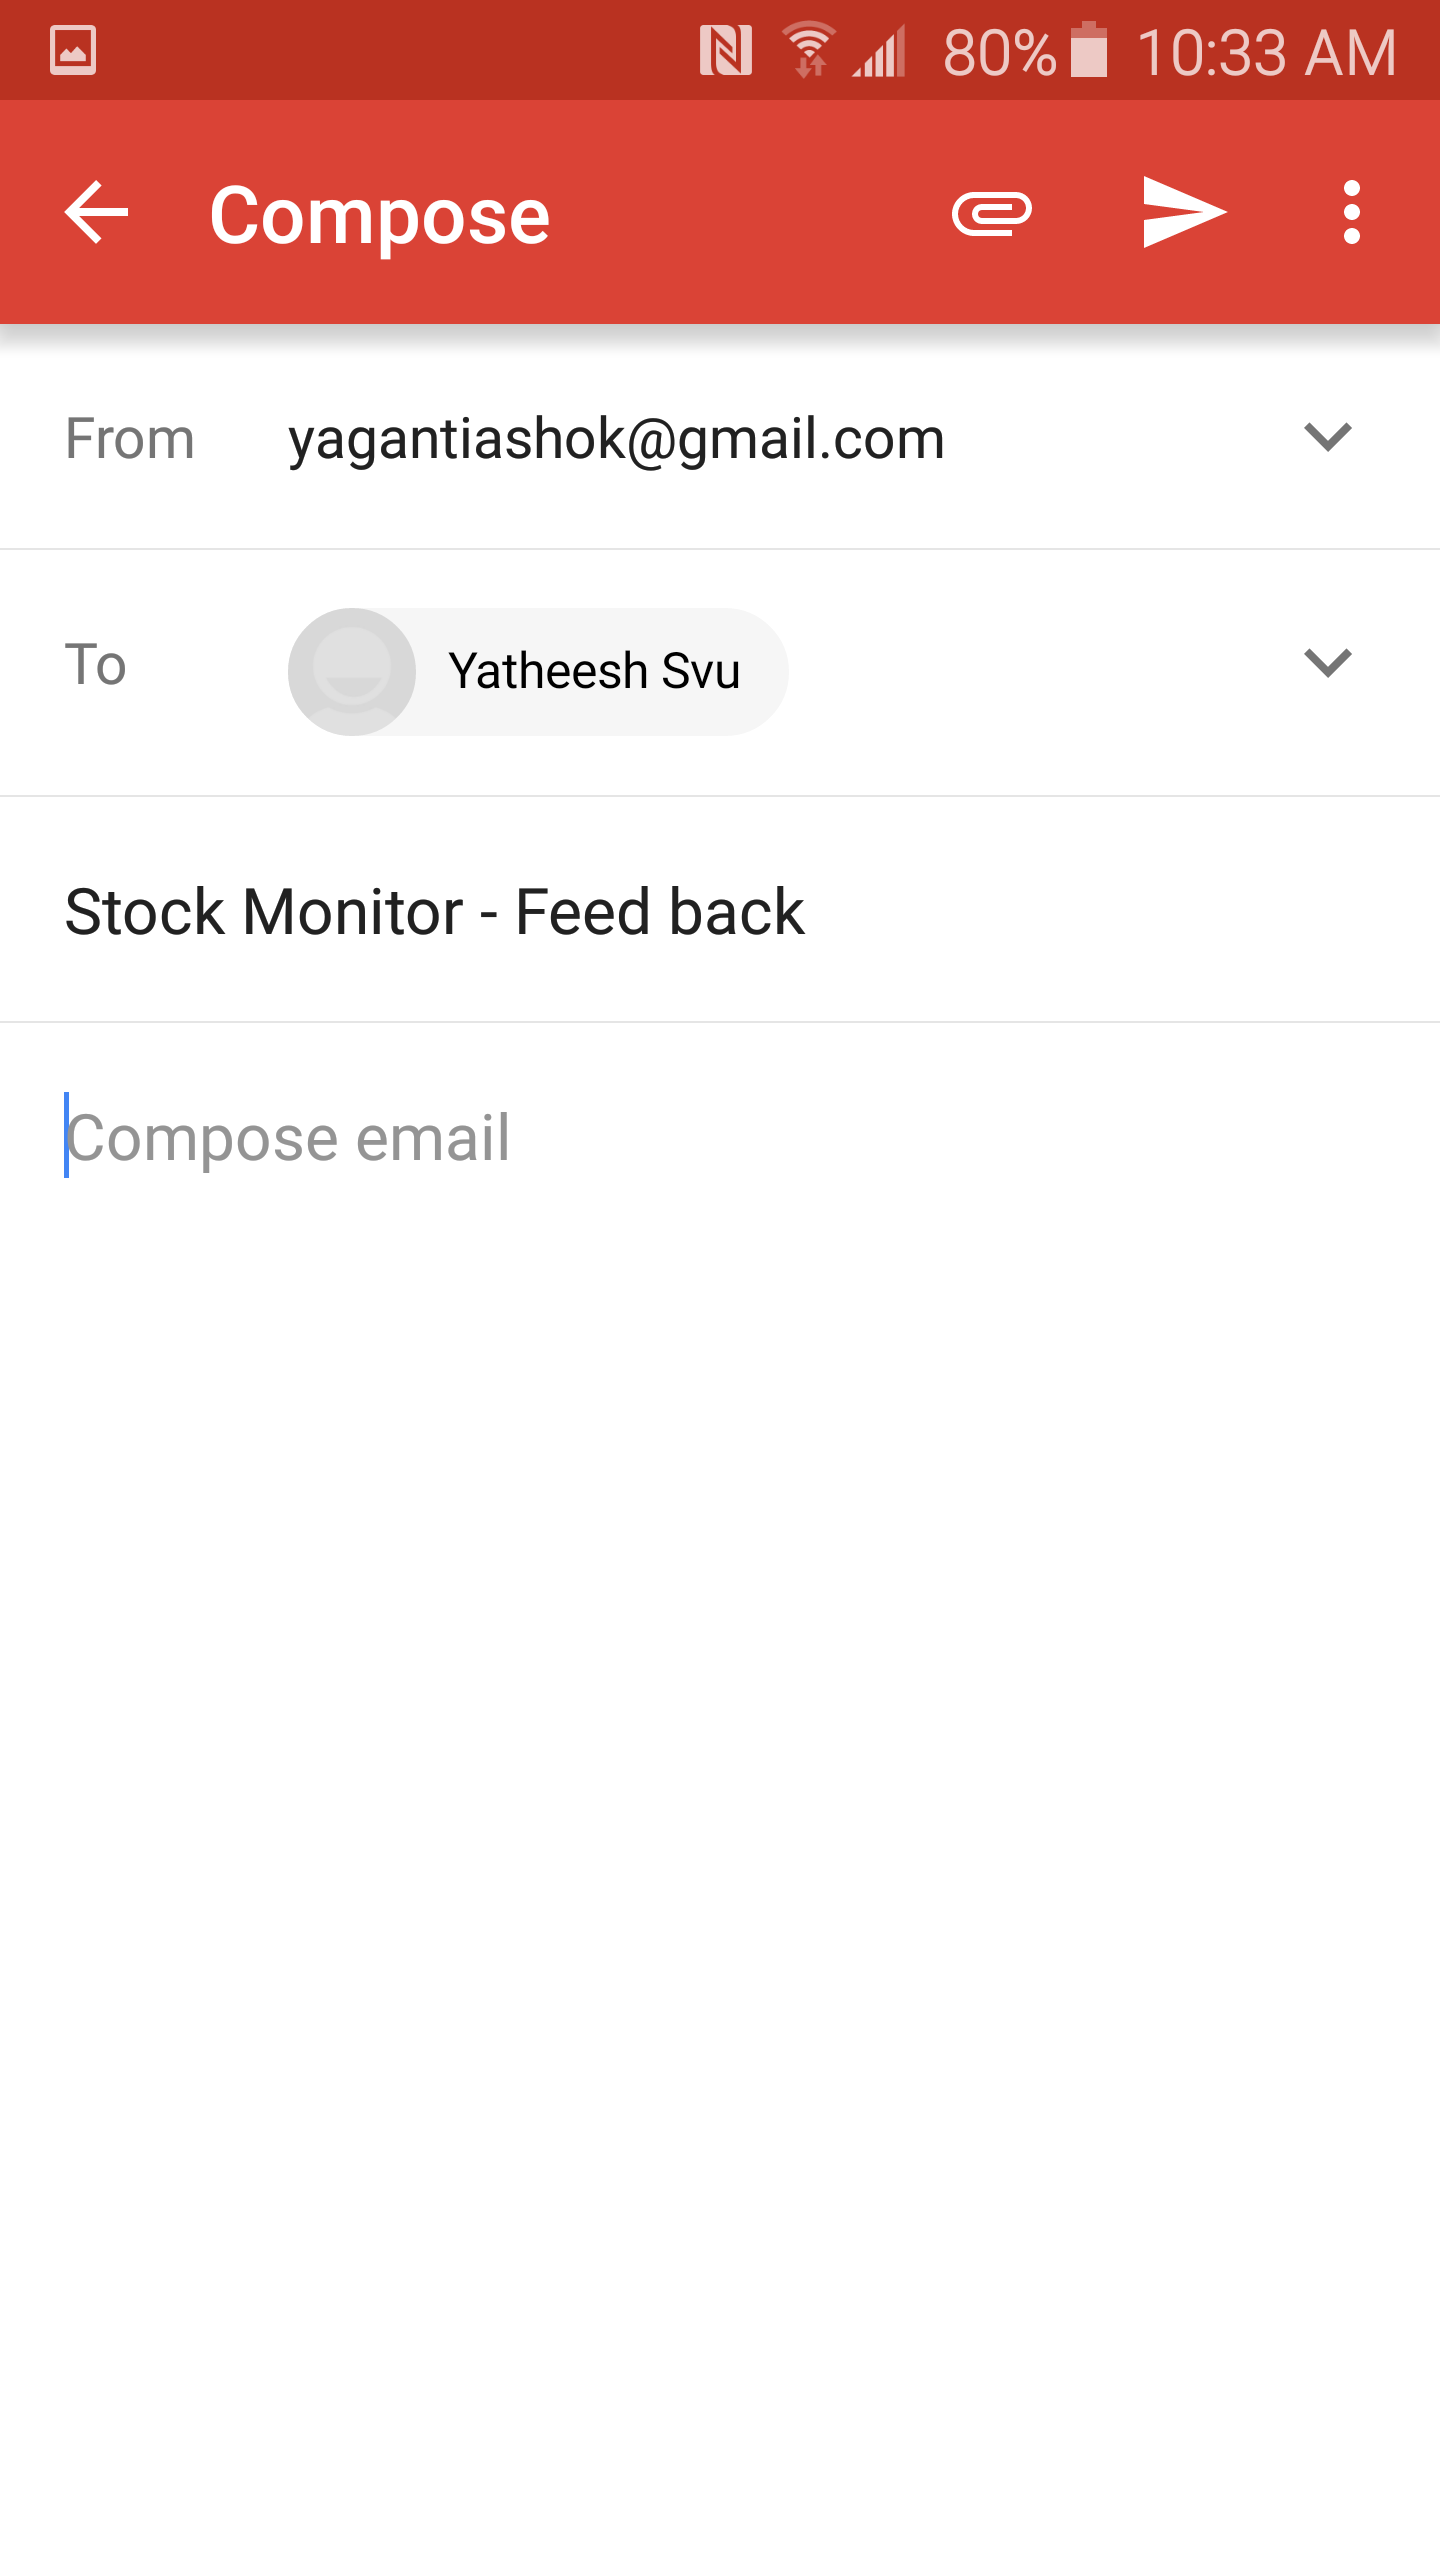 80% 10:33 AM
Compose
From yagantiashok@gmail.com
To Yatheesh Svu
Stock Monitor - Feed back
Compose email